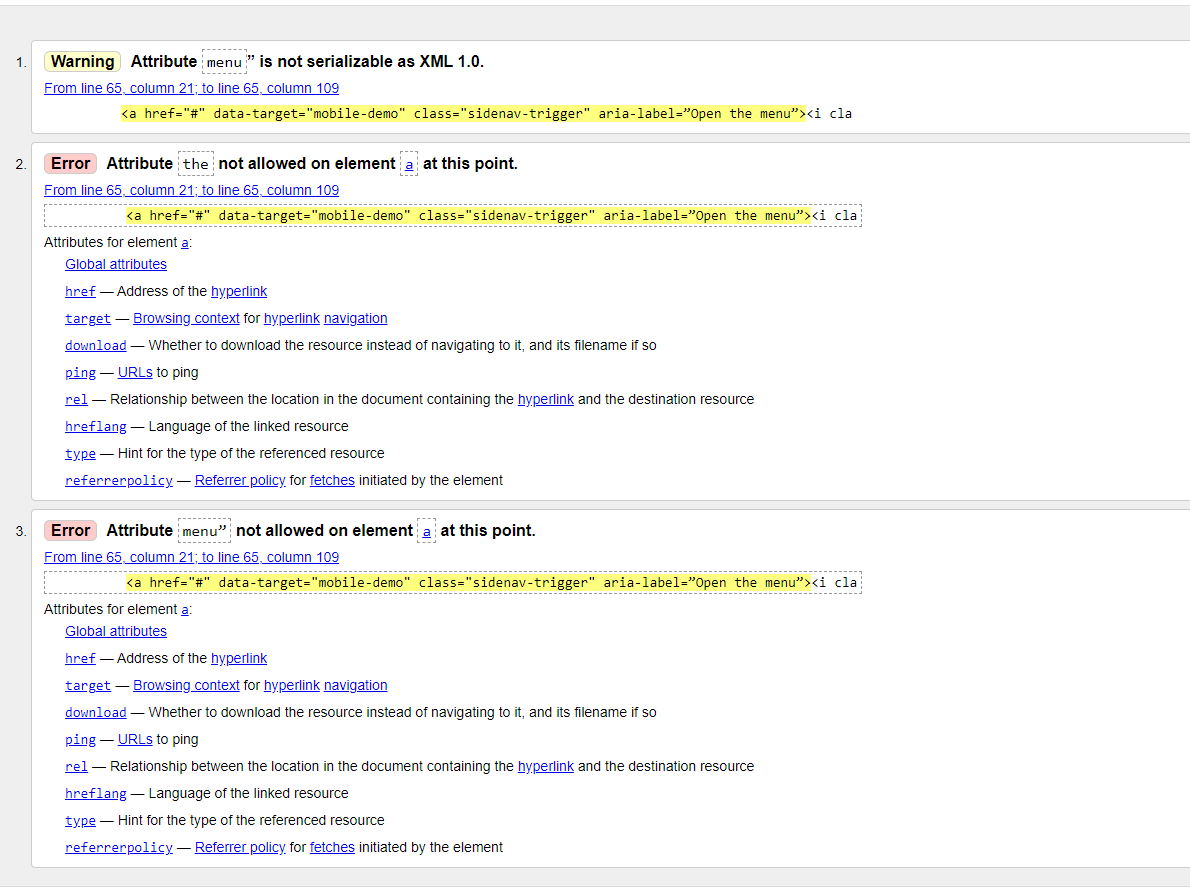 1. Warning Attribute menu” is not serializable as XML 1.0.
From line 65, column 21; to line 65, column 109
<a href="#" data-target="mobile-demo" class="sidenav-trigger" aria-label=”Open the menu”><i cla
2. Error Attribute the not allowed on element a at this point.
From line 65, column 21; to line 65, column 109
<a href="#" data-target="mobile-demo" class="sidenav-trigger" aria-label=”Open the menu”><i cla
Attributes for element a:
Global attributes
href — Address of the hyperlink
target — Browsing context for hyperlink navigation
download — Whether to download the resource instead of navigating to it, and its filename if so
ping — URLs to ping
rel — Relationship between the location in the document containing the hyperlink and the destination resource
hreflang — Language of the linked resource
type — Hint for the type of the referenced resource
referrerpolicy — Referrer policy for fetches initiated by the element
3. Error Attribute menu” not allowed on element a at this point.
From line 65, column 21; to line 65, column 109
<a href="#" data-target="mobile-demo" class="sidenav-trigger" aria-label=”Open the menu”><i cla
Attributes for element a:
Global attributes
href — Address of the hyperlink
target — Browsing context for hyperlink navigation
download — Whether to download the resource instead of navigating to it, and its filename if so
ping — URLs to ping
rel — Relationship between the location in the document containing the hyperlink and the destination resource
hreflang — Language of the linked resource
type — Hint for the type of the referenced resource
referrerpolicy — Referrer policy for fetches initiated by the element